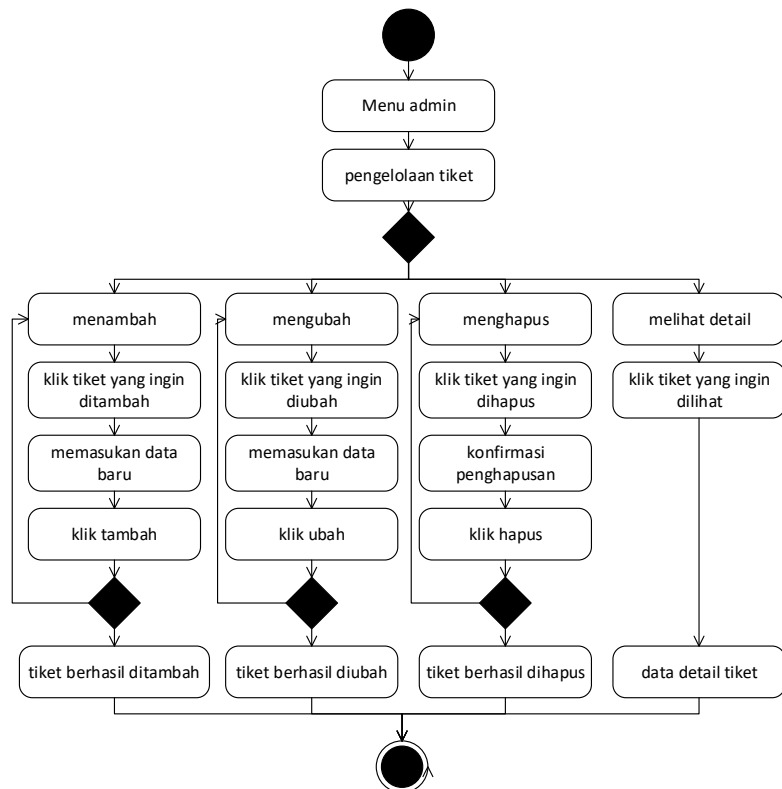 Menu admin
pengelolaan tiket
menambah
mengubah
menghapus
melihat detail
klik tiket yang ingin
ditambah
klik tiket yang ingin
diubah
klik tiket yang ingin
dihapus
klik tiket yang ingin
dilihat
memasukan data
baru
memasukan data
baru
konfirmasi
penghapusan
klik tambah
klik ubah
klik hapus
tiket berhasil ditambah
tiket berhasil diubah
tiket berhasil dihapus
data detail tiket